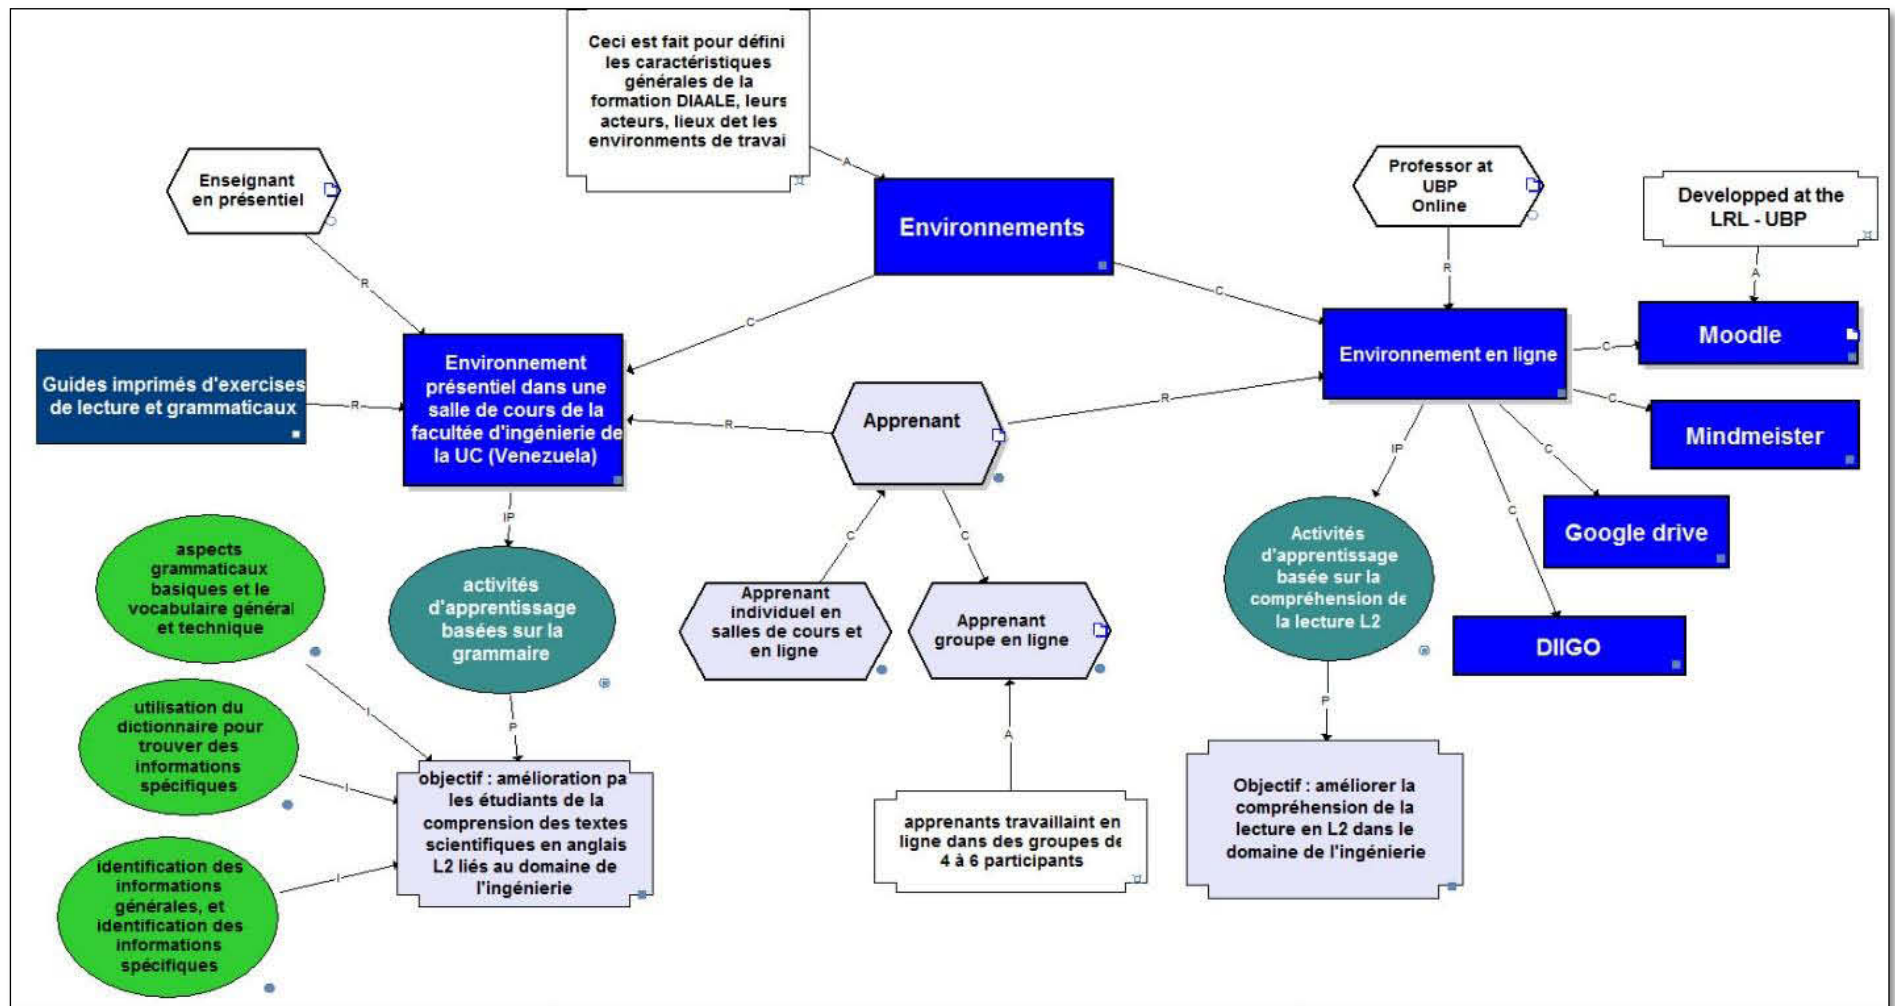 Ceci est fait pour défini
les caractéristiques
générales de la
formation DIAALE, leurs
acteurs, lieux det les
environments de travai
A
Enseignant
en présentiel
R
Environnements
C
C
Professor at
UBP
Online
R
Developped at the
LRL - UBP
A
Guides imprimés d'exercises
de lecture et grammaticaux
R
Environnement
présentiel dans une
salle de cours de la
facultée d'ingénierie de
la UC (Venezuela)
R
Apprenant
R
Environnement en ligne
C
Moodle
C
Mindmeister
C
Google drive
C
DIIGO
IP
IP
aspects
grammaticaux
basiques et le
vocabulaire général
et technique
I
activités
d'apprentissage
basées sur la
grammaire
P
C
C
Apprenant
individuel en
salles de cours et
en ligne
Apprenant
groupe en ligne
A
Activités
d'apprentissage
basée sur la
compréhension de
la lecture L2
P
utilisation du
dictionnaire pour
trouver des
informations
spécifiques
I
identification des
informations
générales, et
identification des
informations
spécifiques
I
objectif : amélioration pa
les étudiants de la
comprension des textes
scientifiques en anglais
L2 liés au domaine de
l'ingénierie
apprenants travaillaint en
ligne dans des groupes de
4 à 6 participants
Objectif : améliorer la
compréhension de la
lecture en L2 dans le
domaine de l'ingénierie